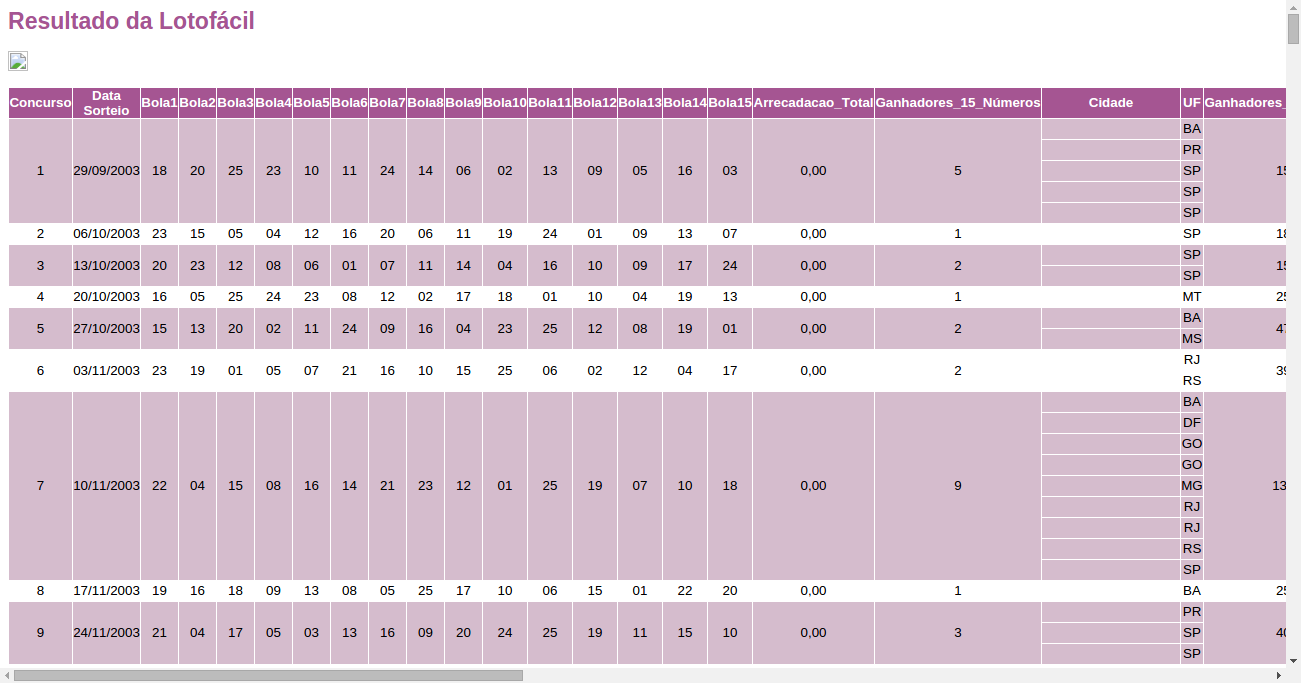 Resultado da Lotofácil
Concurso Data Sorteio Bola1 Bola2 Bola3 Bola4 Bola5 Bola6 Bola7 Bola8 Bola9 Bola10 Bola11 Bola12 Bola13 Bola14 Bola15 Arrecadacao_Total Ganhadores_15_Números Cidade UF Ganhadores_
1 29/09/2003 18 20 25 23 10 11 24 14 06 02 13 09 05 16 03 0,00 5 BA 15
PR
SP
SP
SP
2 06/10/2003 23 15 05 04 12 16 20 06 11 19 24 01 09 13 07 0,00 1 SP 18
3 13/10/2003 20 23 12 08 06 01 07 11 14 04 16 10 09 17 24 0,00 2 SP 15
SP
4 20/10/2003 16 05 25 24 23 08 12 02 17 18 01 10 04 19 13 0,00 1 MT 25
5 27/10/2003 15 13 20 02 11 24 09 16 04 23 25 12 08 19 01 0,00 2 BA 47
MS
6 03/11/2003 23 19 01 05 07 21 16 10 15 25 06 02 12 04 17 0,00 2 RJ 39
RS
7 10/11/2003 22 04 15 08 16 14 21 23 12 01 25 19 07 10 18 0,00 9 BA 13
DF
GO
GO
MG
RJ
RJ
RS
SP
8 17/11/2003 19 16 18 09 13 08 05 25 17 10 06 15 01 22 20 0,00 1 BA 25
9 24/11/2003 21 04 17 05 03 13 16 09 20 24 25 19 11 15 10 0,00 3 PR 40
SP
SP